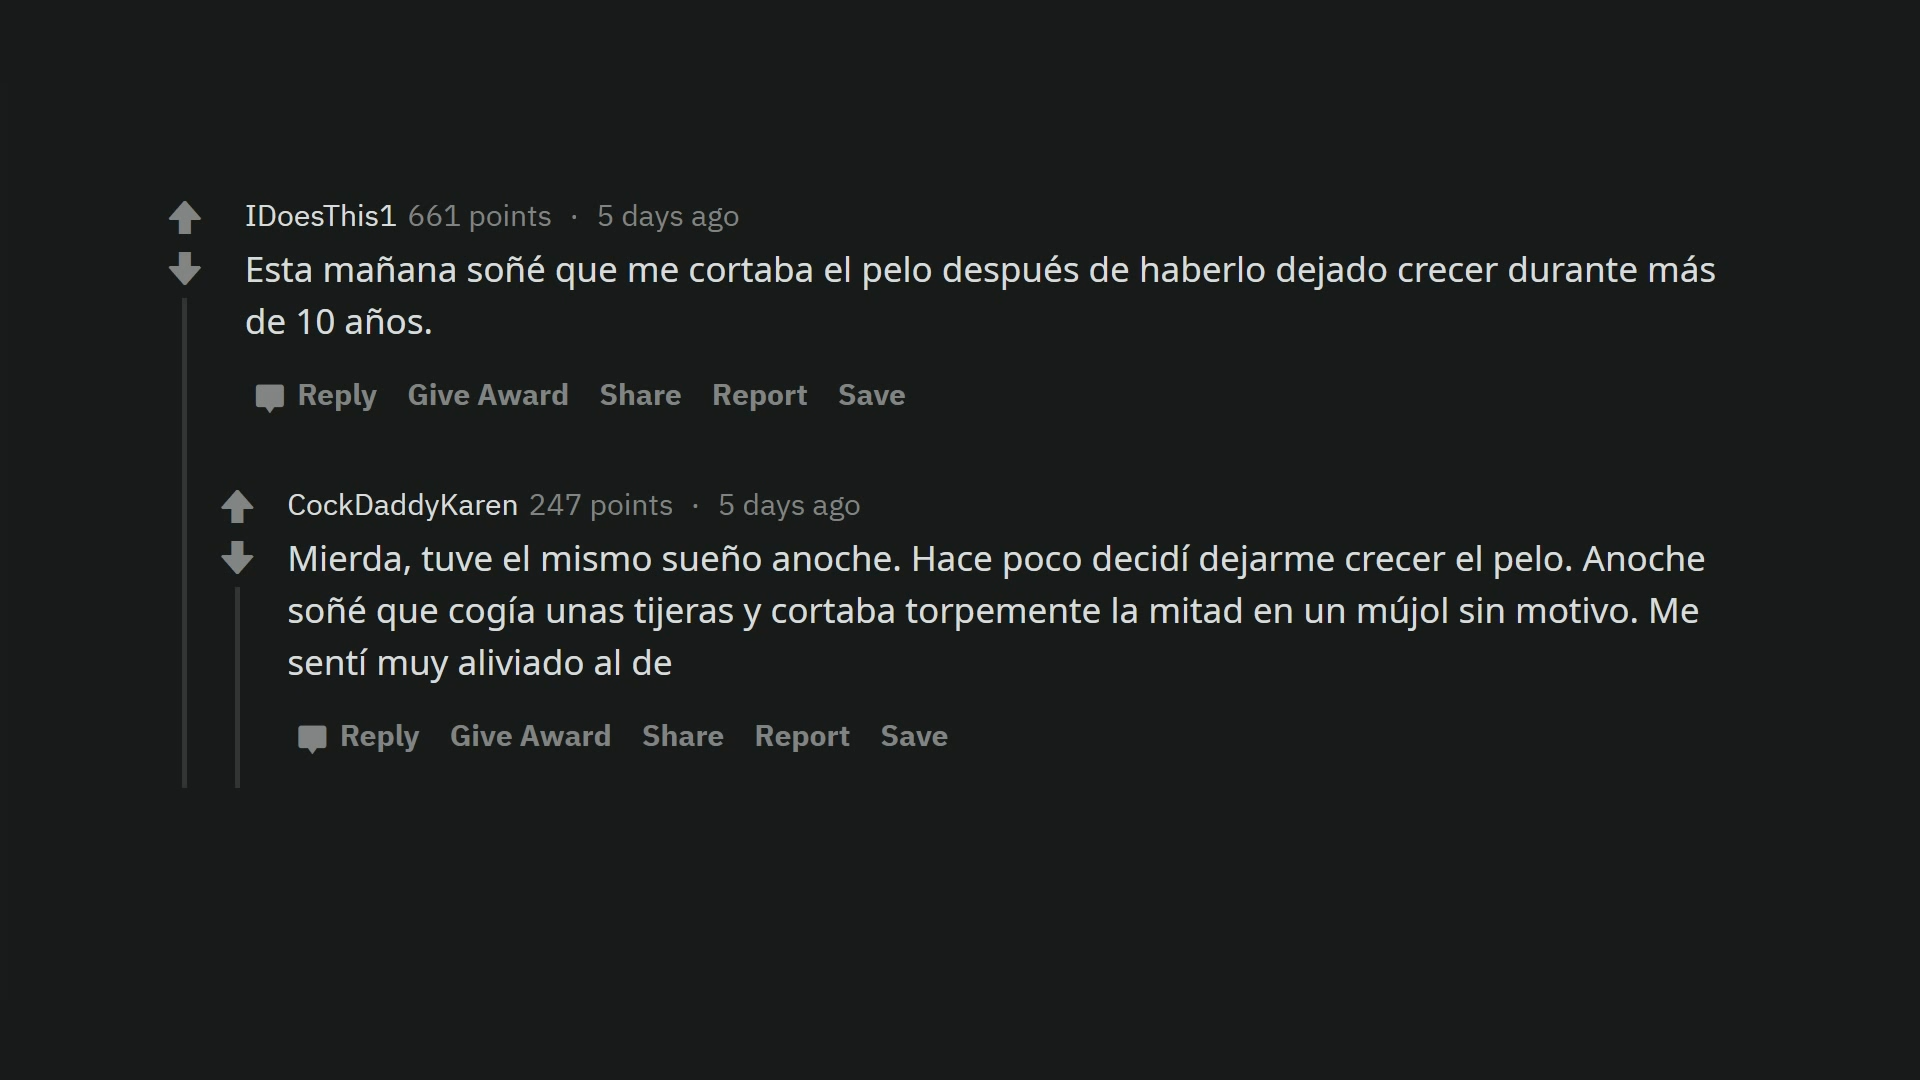 IDoesThis1 661 points · 5 days ago
Esta mañana soñé que me cortaba el pelo después de haberlo dejado crecer durante más
de 10 años.
Reply Give Award Share Report Save
CockDaddyKaren 247 points · 5 days ago
Mierda, tuve el mismo sueño anoche. Hace poco decidí dejarme crecer el pelo. Anoche
soñé que cogía unas tijeras y cortaba torpemente la mitad en un mújol sin motivo. Me
sentí muy aliviado al de
Reply Give Award Share Report Save